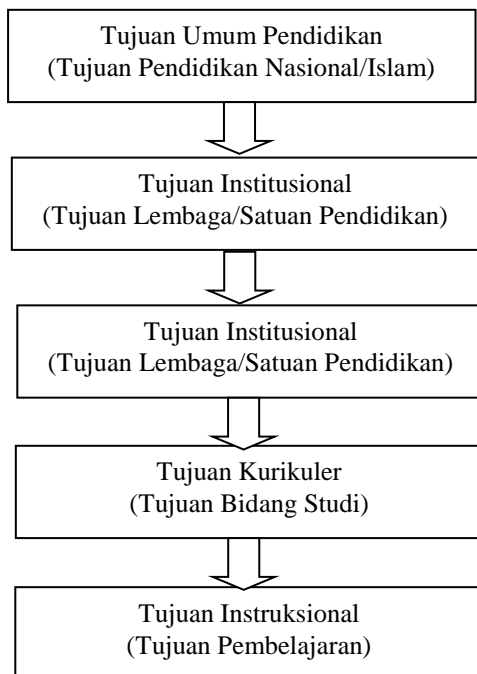 Tujuan Umum Pendidikan
(Tujuan Pendidikan Nasional/Islam)
Tujuan Institusional
(Tujuan Lembaga/Satuan Pendidikan)
Tujuan Institusional
(Tujuan Lembaga/Satuan Pendidikan)
Tujuan Kurikuler
(Tujuan Bidang Studi)
Tujuan Instruksional
(Tujuan Pembelajaran)